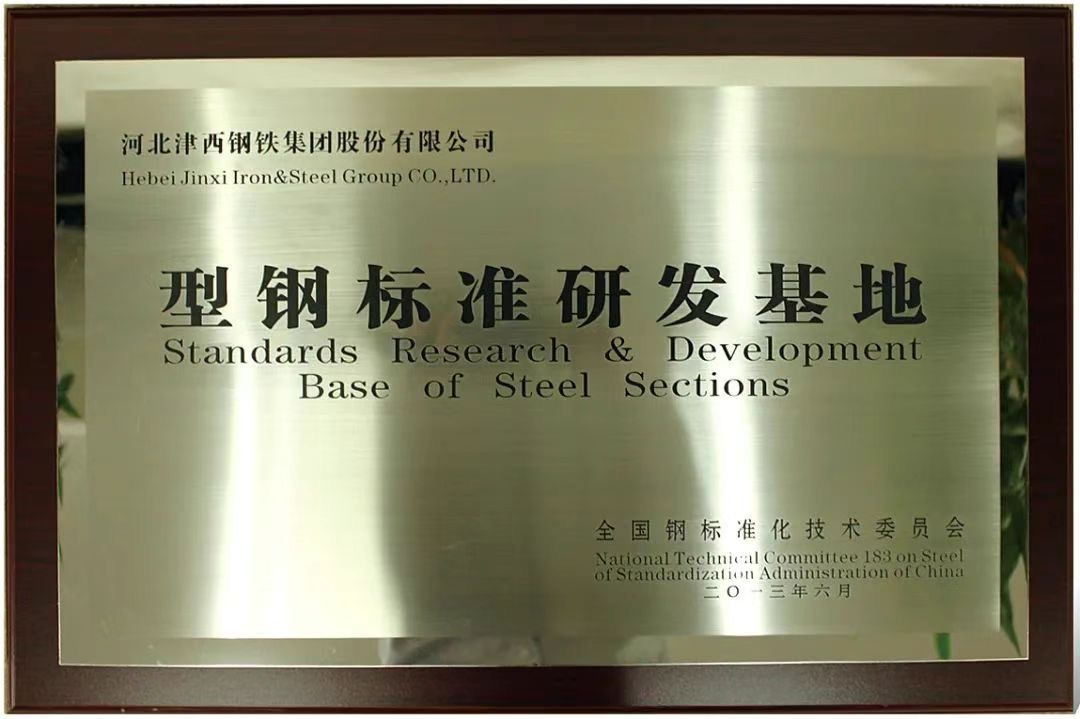 河北津西钢铁集团股份有限公司
Hebei Jinxi Iron&Steel Group CO.,LTD.
型钢标准研发基地
Standards Research & Development
Base of Steel Sections
全国钢标准化技术委员会
National Technical Committee 183 on Steel
of Standardization Administration of China
二〇一三年六月